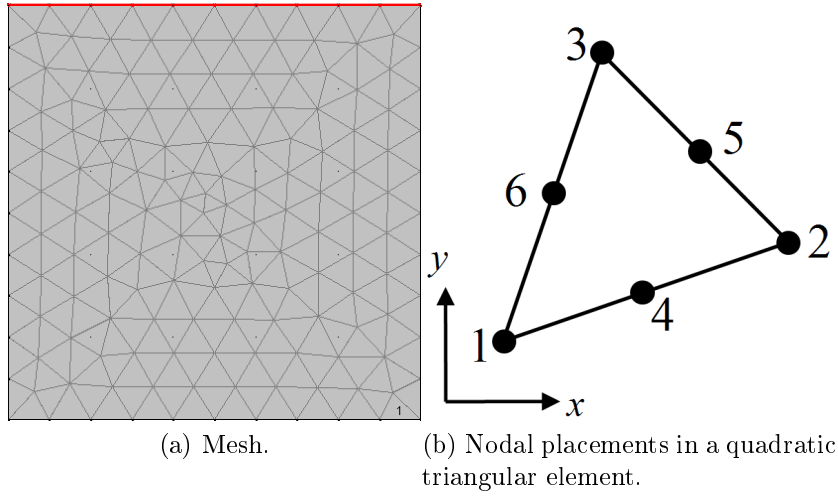 1
(a) Mesh.
3
5
6
2
4
1
y
x
(b) Nodal placements in a quadratic
triangular element.